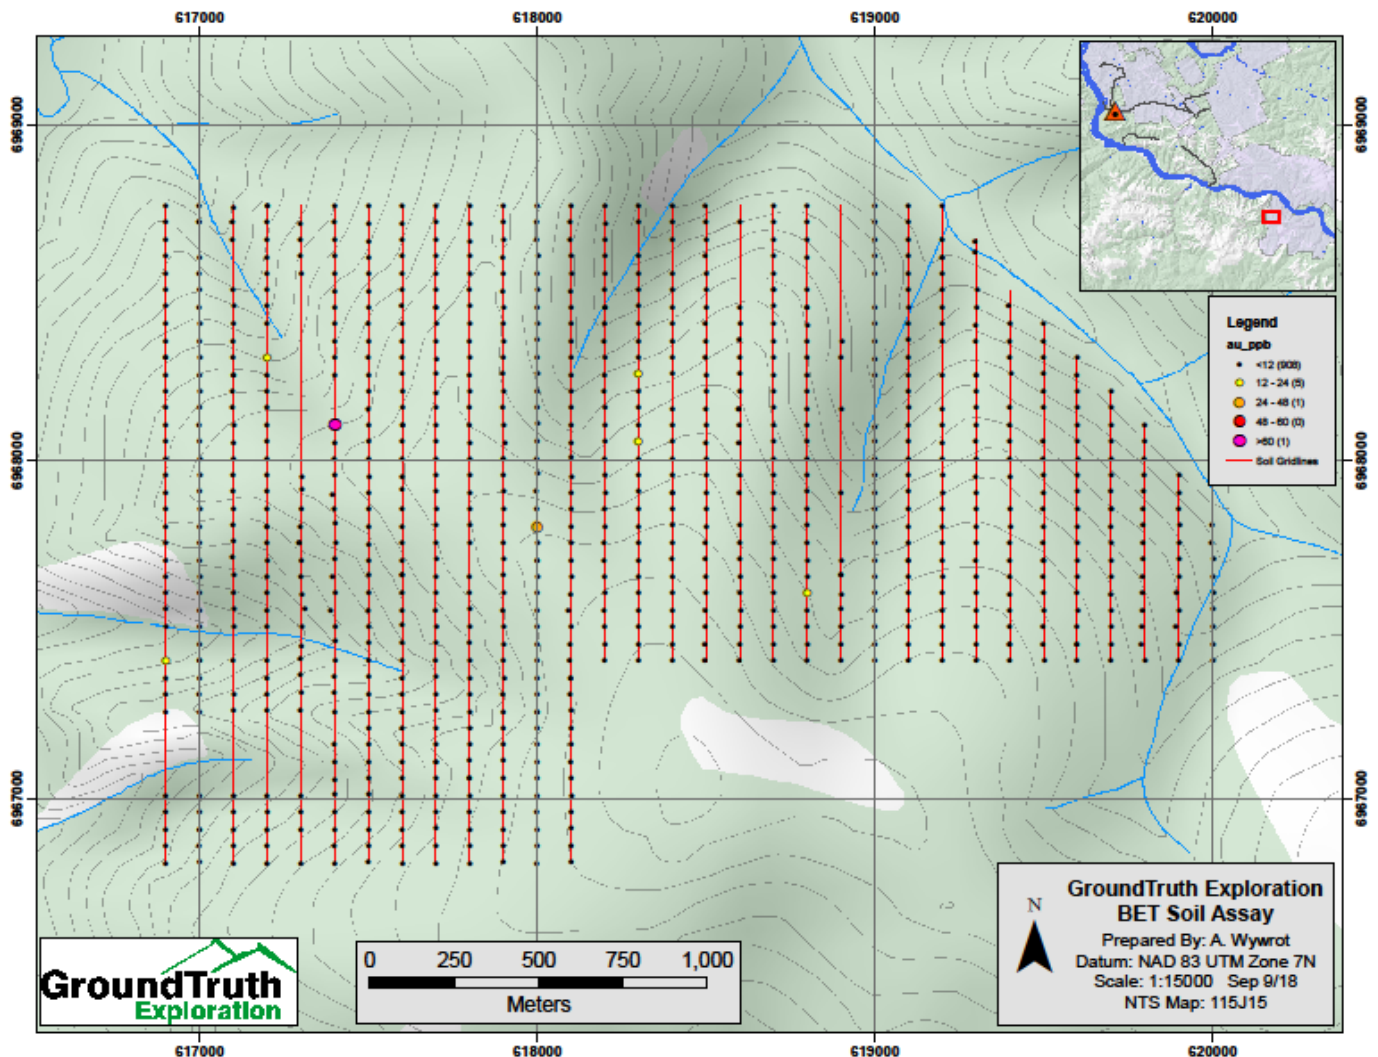 617000 618000 619000 620000
6969000 6969000
Legend
au_ppb
<12 (908)
12 - 24 (5)
24 - 48 (1)
48 - 60 (0)
>60 (1)
Soil Gridlines
6968000 6968000
6967000 6967000
GroundTruth Exploration
BET Soil Assay
N
Prepared By: A. Wywrot
Datum: NAD 83 UTM Zone 7N
Scale: 1:15000 Sep 9/18
NTS Map: 115J15
GroundTruth
Exploration
0 250 500 750 1,000
Meters
617000 618000 619000 620000